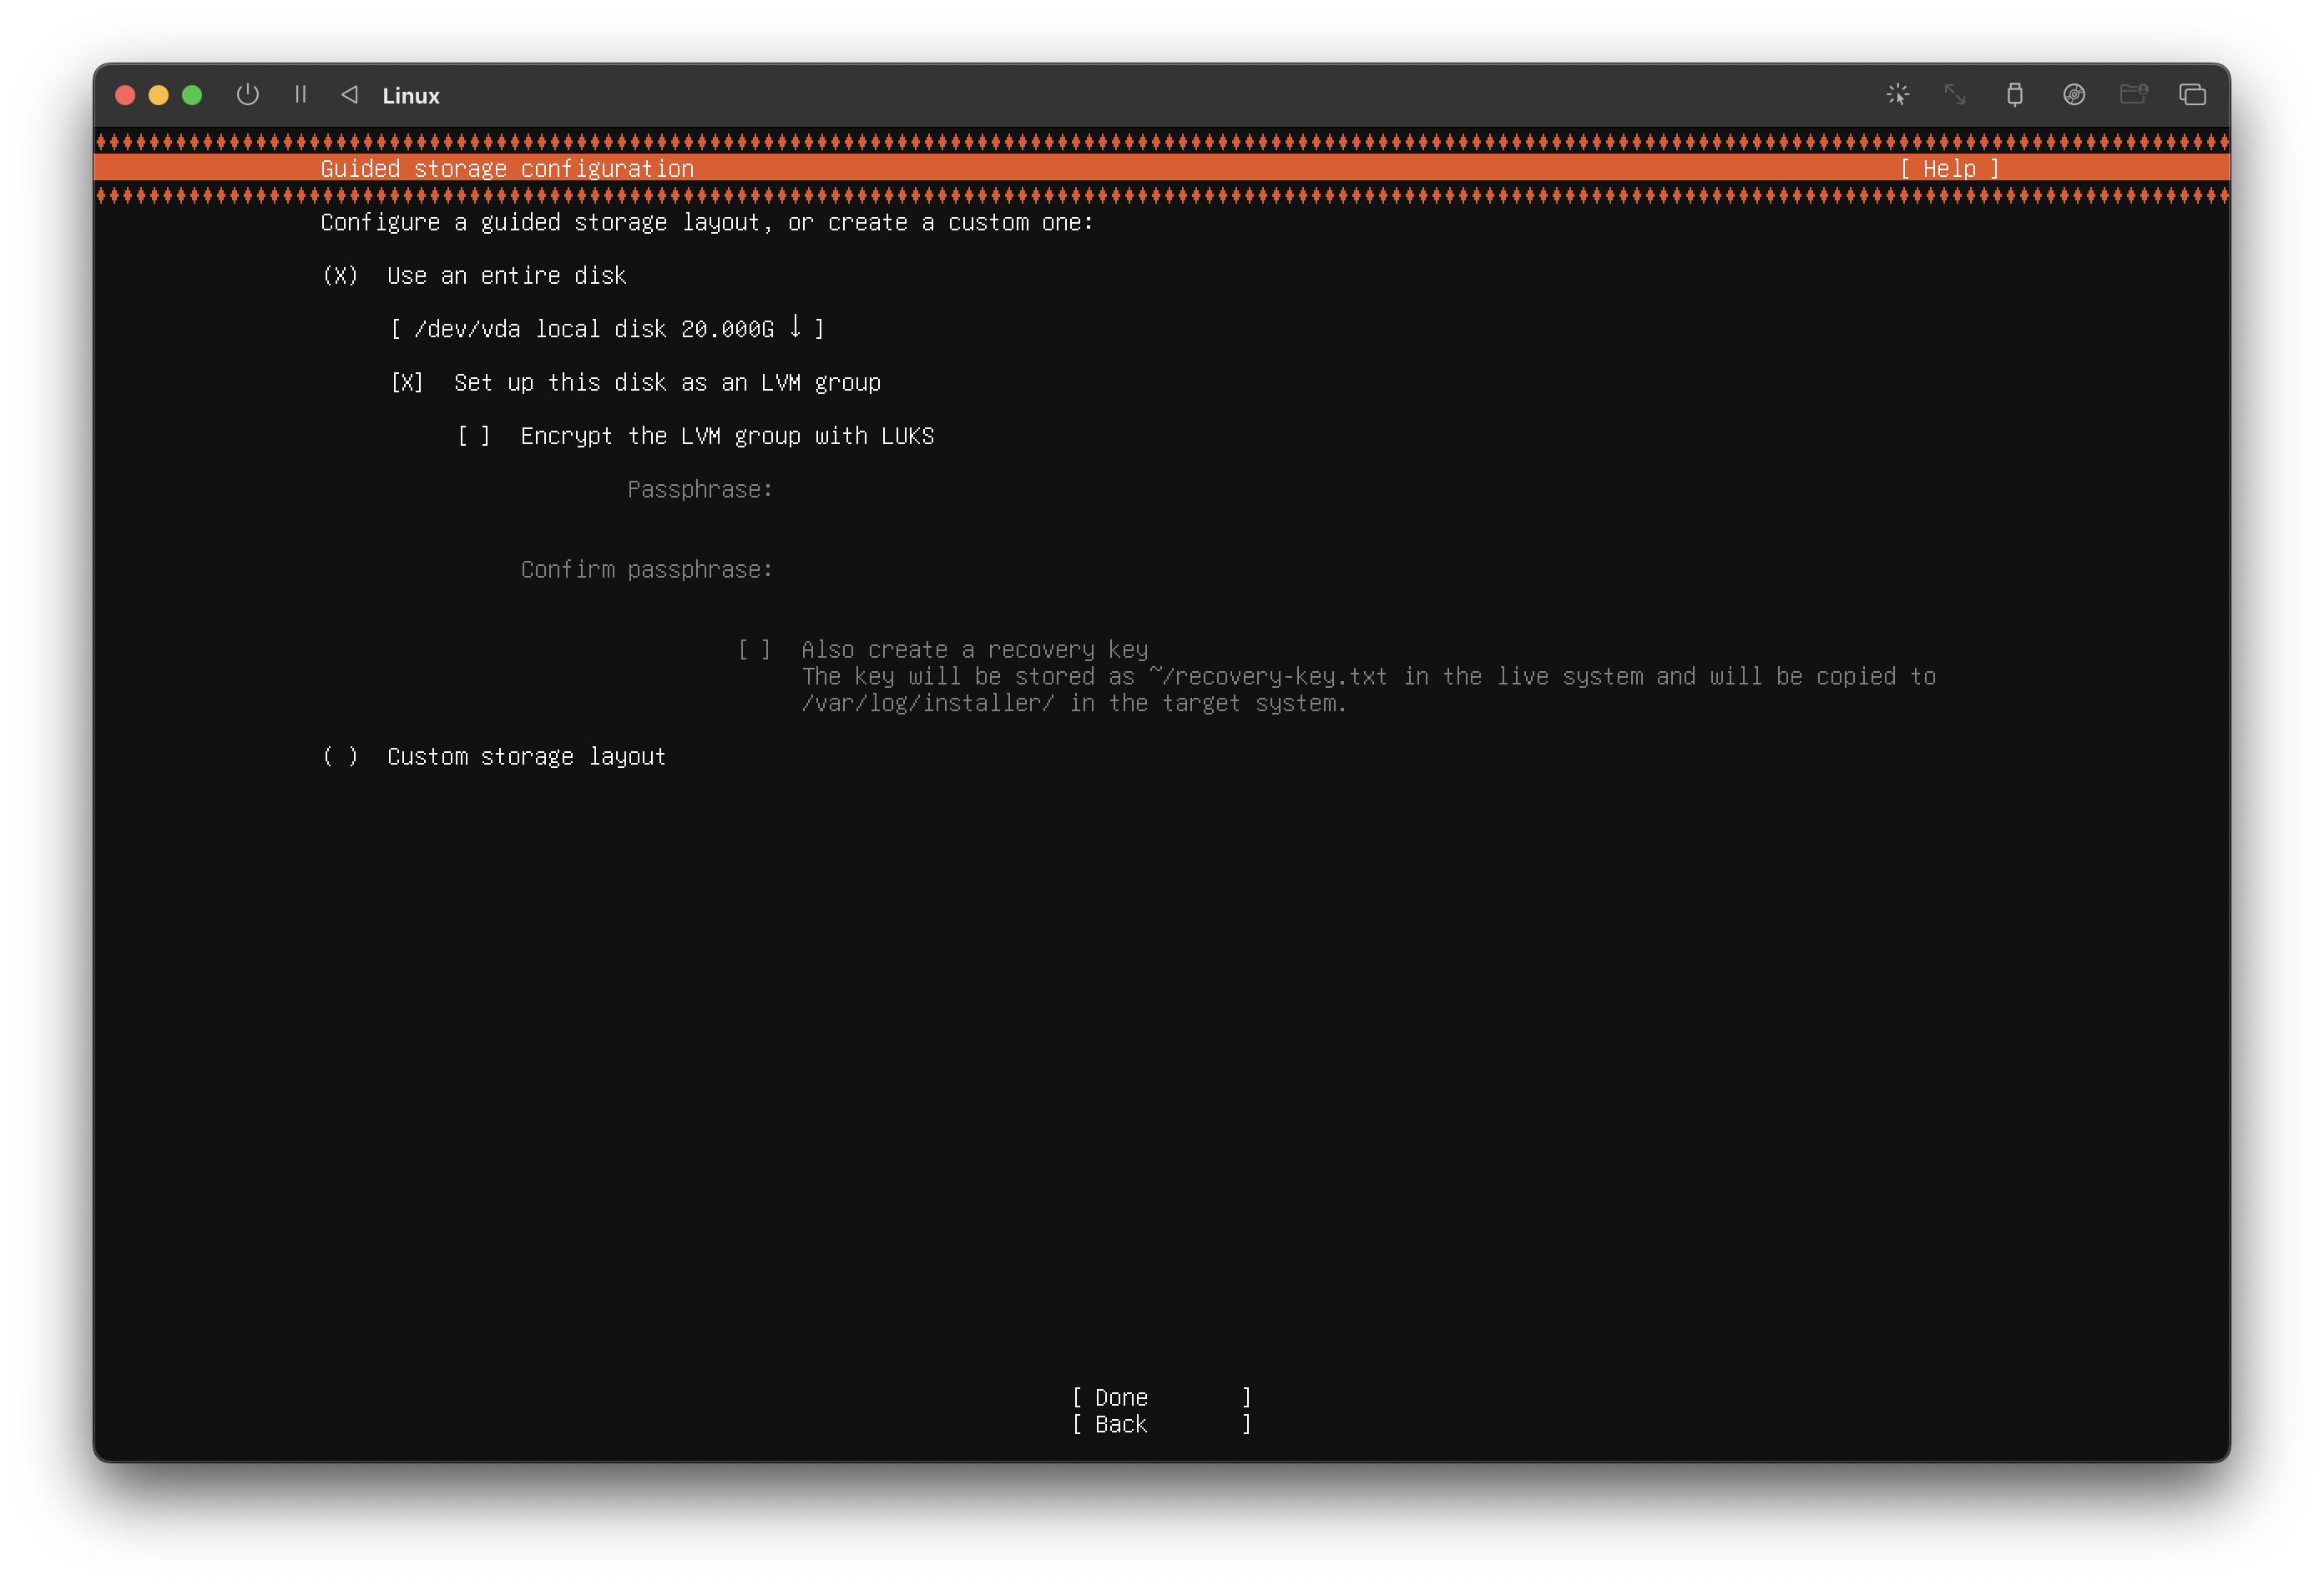 Linux
Guided storage configuration [ Help ]
Configure a guided storage layout, or create a custom one:
(X) Use an entire disk
[ /dev/vda local disk 20.000G ↓ ]
[X] Set up this disk as an LVM group
[ ] Encrypt the LVM group with LUKS
Passphrase:
Confirm passphrase:
[ ] Also create a recovery key
The key will be stored as ~/recovery-key.txt in the live system and will be copied to
/var/log/installer/ in the target system.
( ) Custom storage layout
[ Done ]
[ Back ]